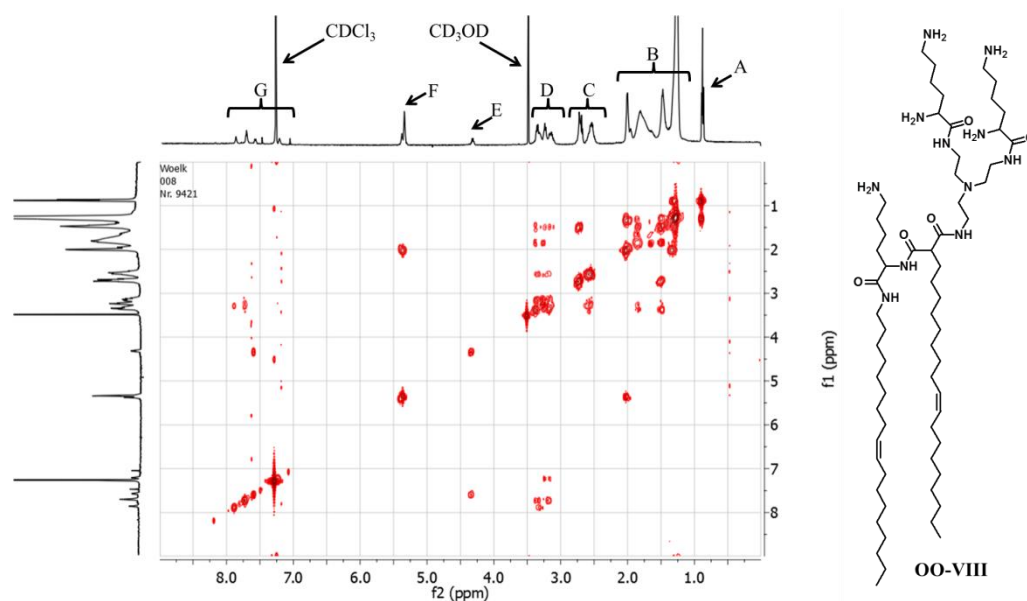 CDCl3
CD3OD
G
F
E
D
C
B
A
Woelk
008
Nr. 9421
1
2
3
4
5
6
7
8
f1 (ppm)
8.0 7.0 6.0 5.0 4.0 3.0 2.0 1.0
f2 (ppm)
NH2
NH2
NH2
O
H2N
O
HN
NH
N
H2N
O
O
NH
O
NH
NH
OO-VIII